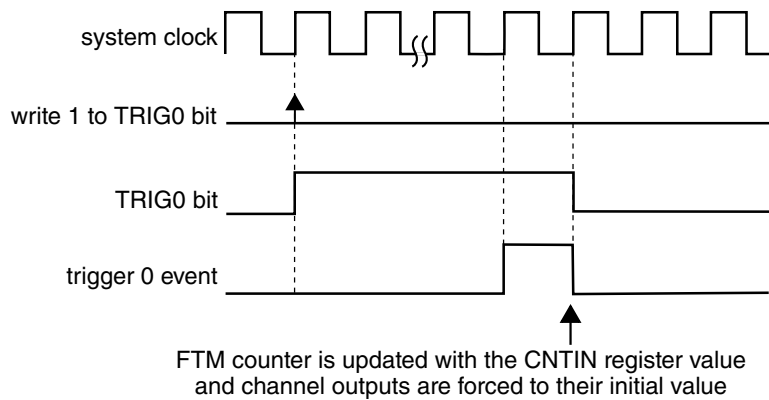 system clock
write 1 to TRIG0 bit
TRIG0 bit
trigger 0 event
FTM counter is updated with the CNTIN register value
and channel outputs are forced to their initial value